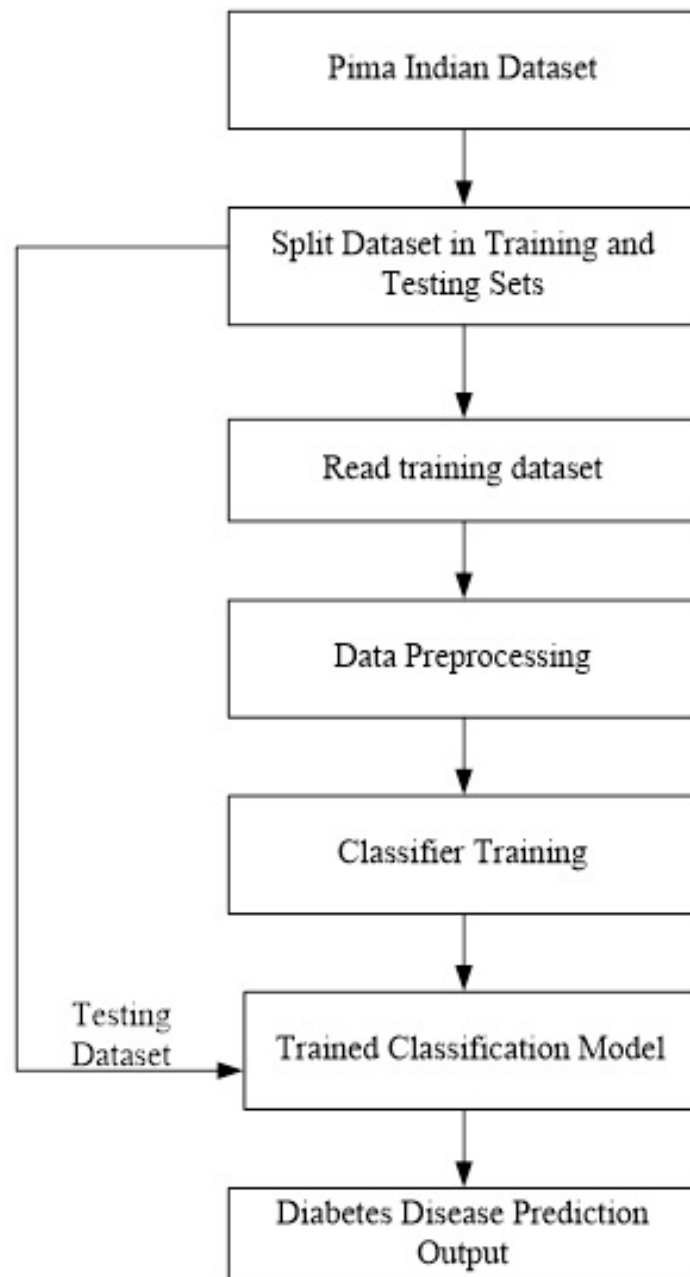 Pima Indian Dataset
Split Dataset in Training and
Testing Sets
Read training dataset
Data Preprocessing
Classifier Training
Testing
Dataset
Trained Classification Model
Diabetes Disease Prediction
Output